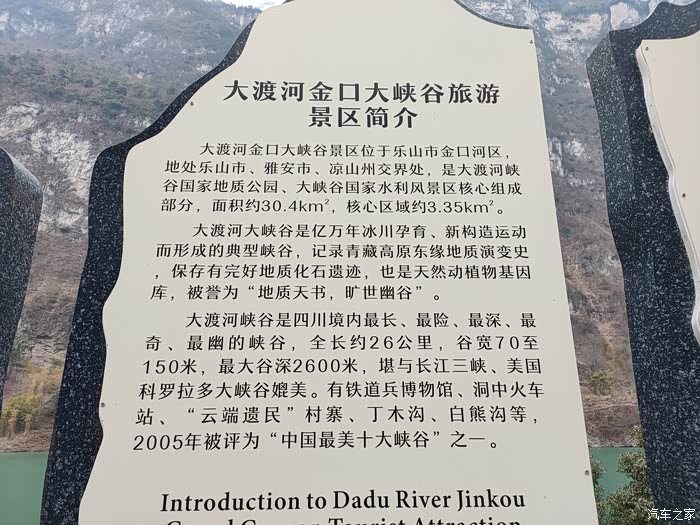 大渡河金口大峡谷旅游
景区简介
大渡河金口大峡谷景区位于乐山市金口河区，
地处乐山市、雅安市、凉山州交界处，是大渡河峡
谷国家地质公园、大峡谷国家水利风景区核心组成
部分，面积约30.4km²，核心区域约3.35km²。
大渡河大峡谷是亿万年冰川孕育、新构造运动
而形成的典型峡谷，记录青藏高原东缘地质演变史
，保存有完好地质化石遗迹，也是天然动植物基因
库，被誉为“地质天书，旷世幽谷”。
大渡河峡谷是四川境内最长、最险、最深、最
奇、最幽的峡谷，全长约26公里，谷宽70至
150米，最大谷深2600米，堪与长江三峡、美国
科罗拉多大峡谷媲美。有铁道兵博物馆、洞中火车
站、“云端遗民”村寨、丁木沟、白熊沟等，
2005年被评为“中国最美十大峡谷”之一。
Introduction to Dadu River Jinkou
Grand Canyon Tourist Attraction
汽车之家